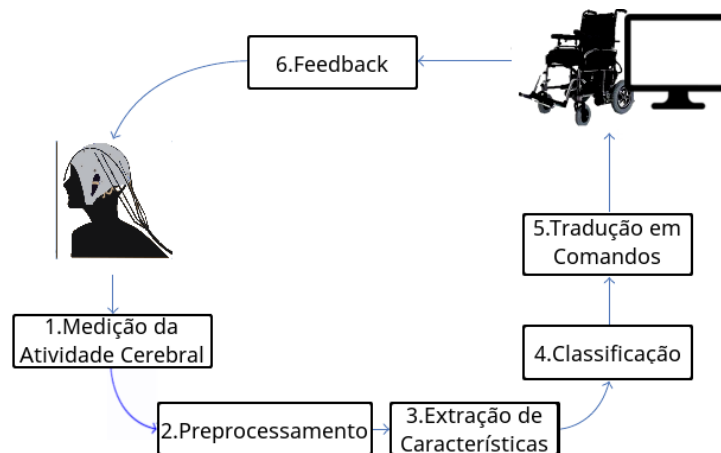 6.Feedback
1.Medição da
Atividade Cerebral
2.Preprocessamento
3.Extração de
Características
4.Classificação
5.Tradução em
Comandos